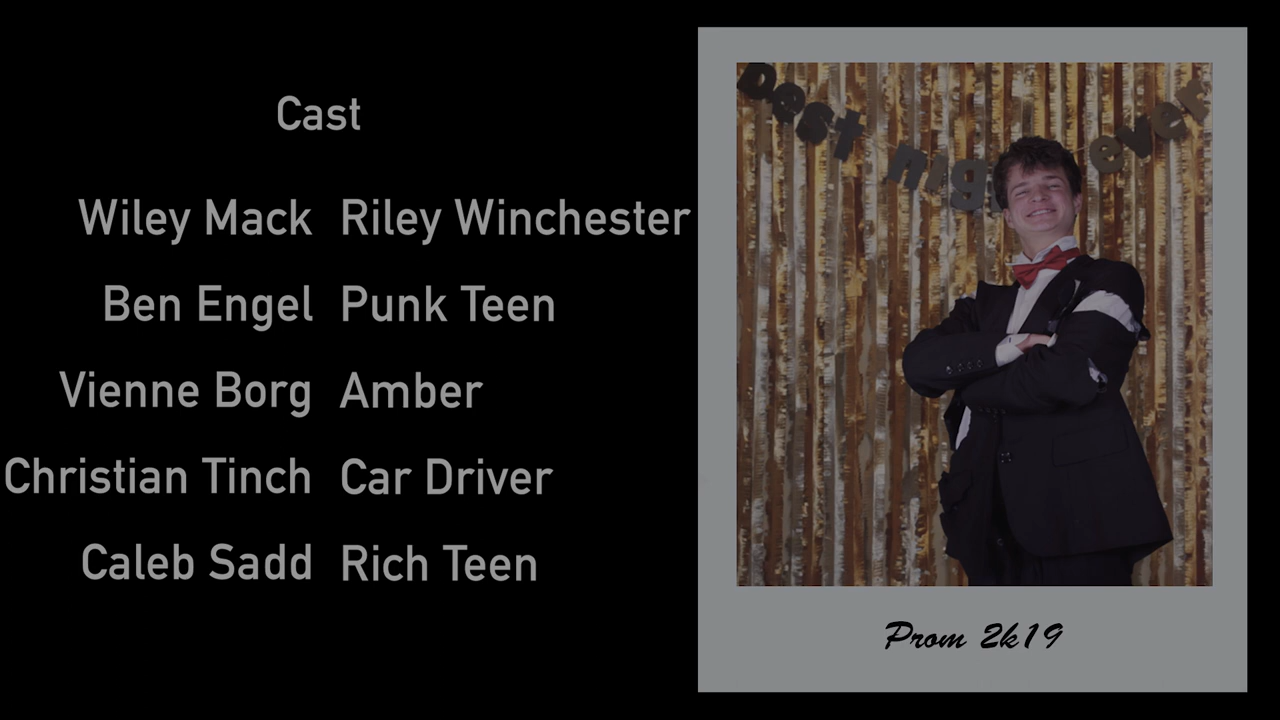 Cast
Wiley Mack Riley Winchester
Ben Engel Punk Teen
Vienne Borg Amber
Christian Tinch Car Driver
Caleb Sadd Rich Teen
best nig ever
Prom 2k19